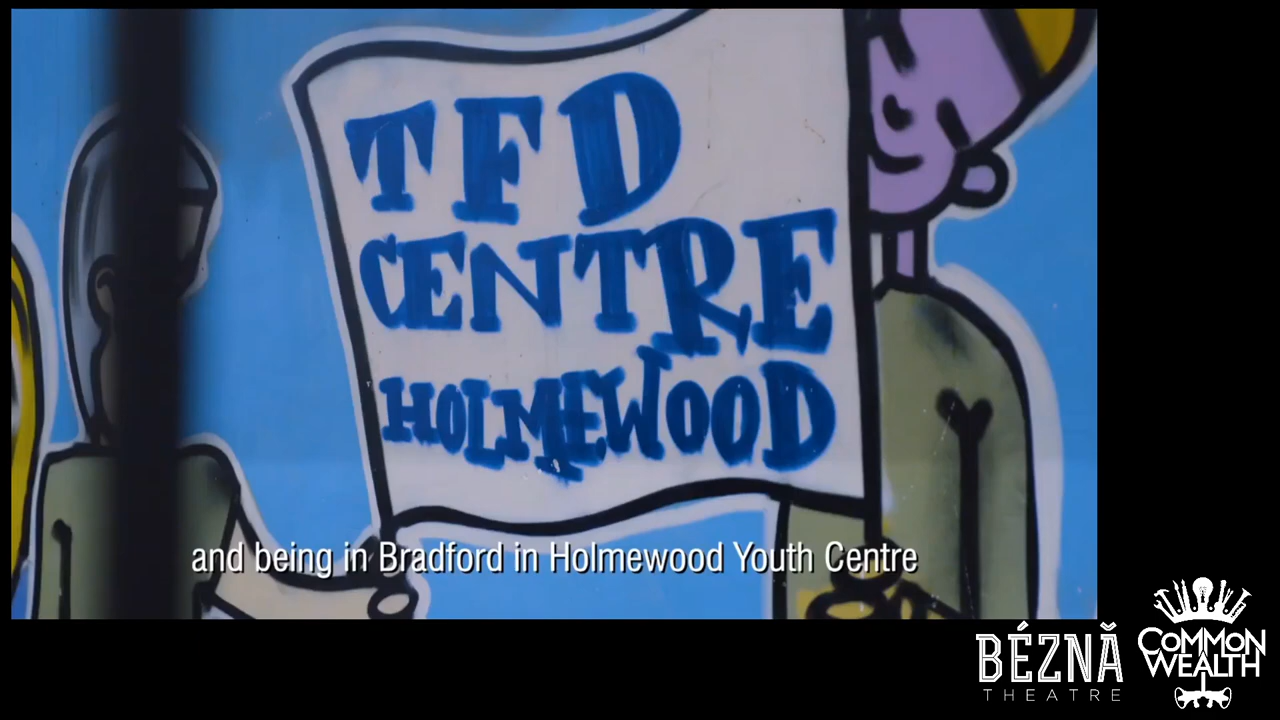 TFD
CENTRE
HOLMEWOOD
and being in Bradford in Holmewood Youth Centre
BÉZNĂ
THEATRE
COMMON
WEALTH